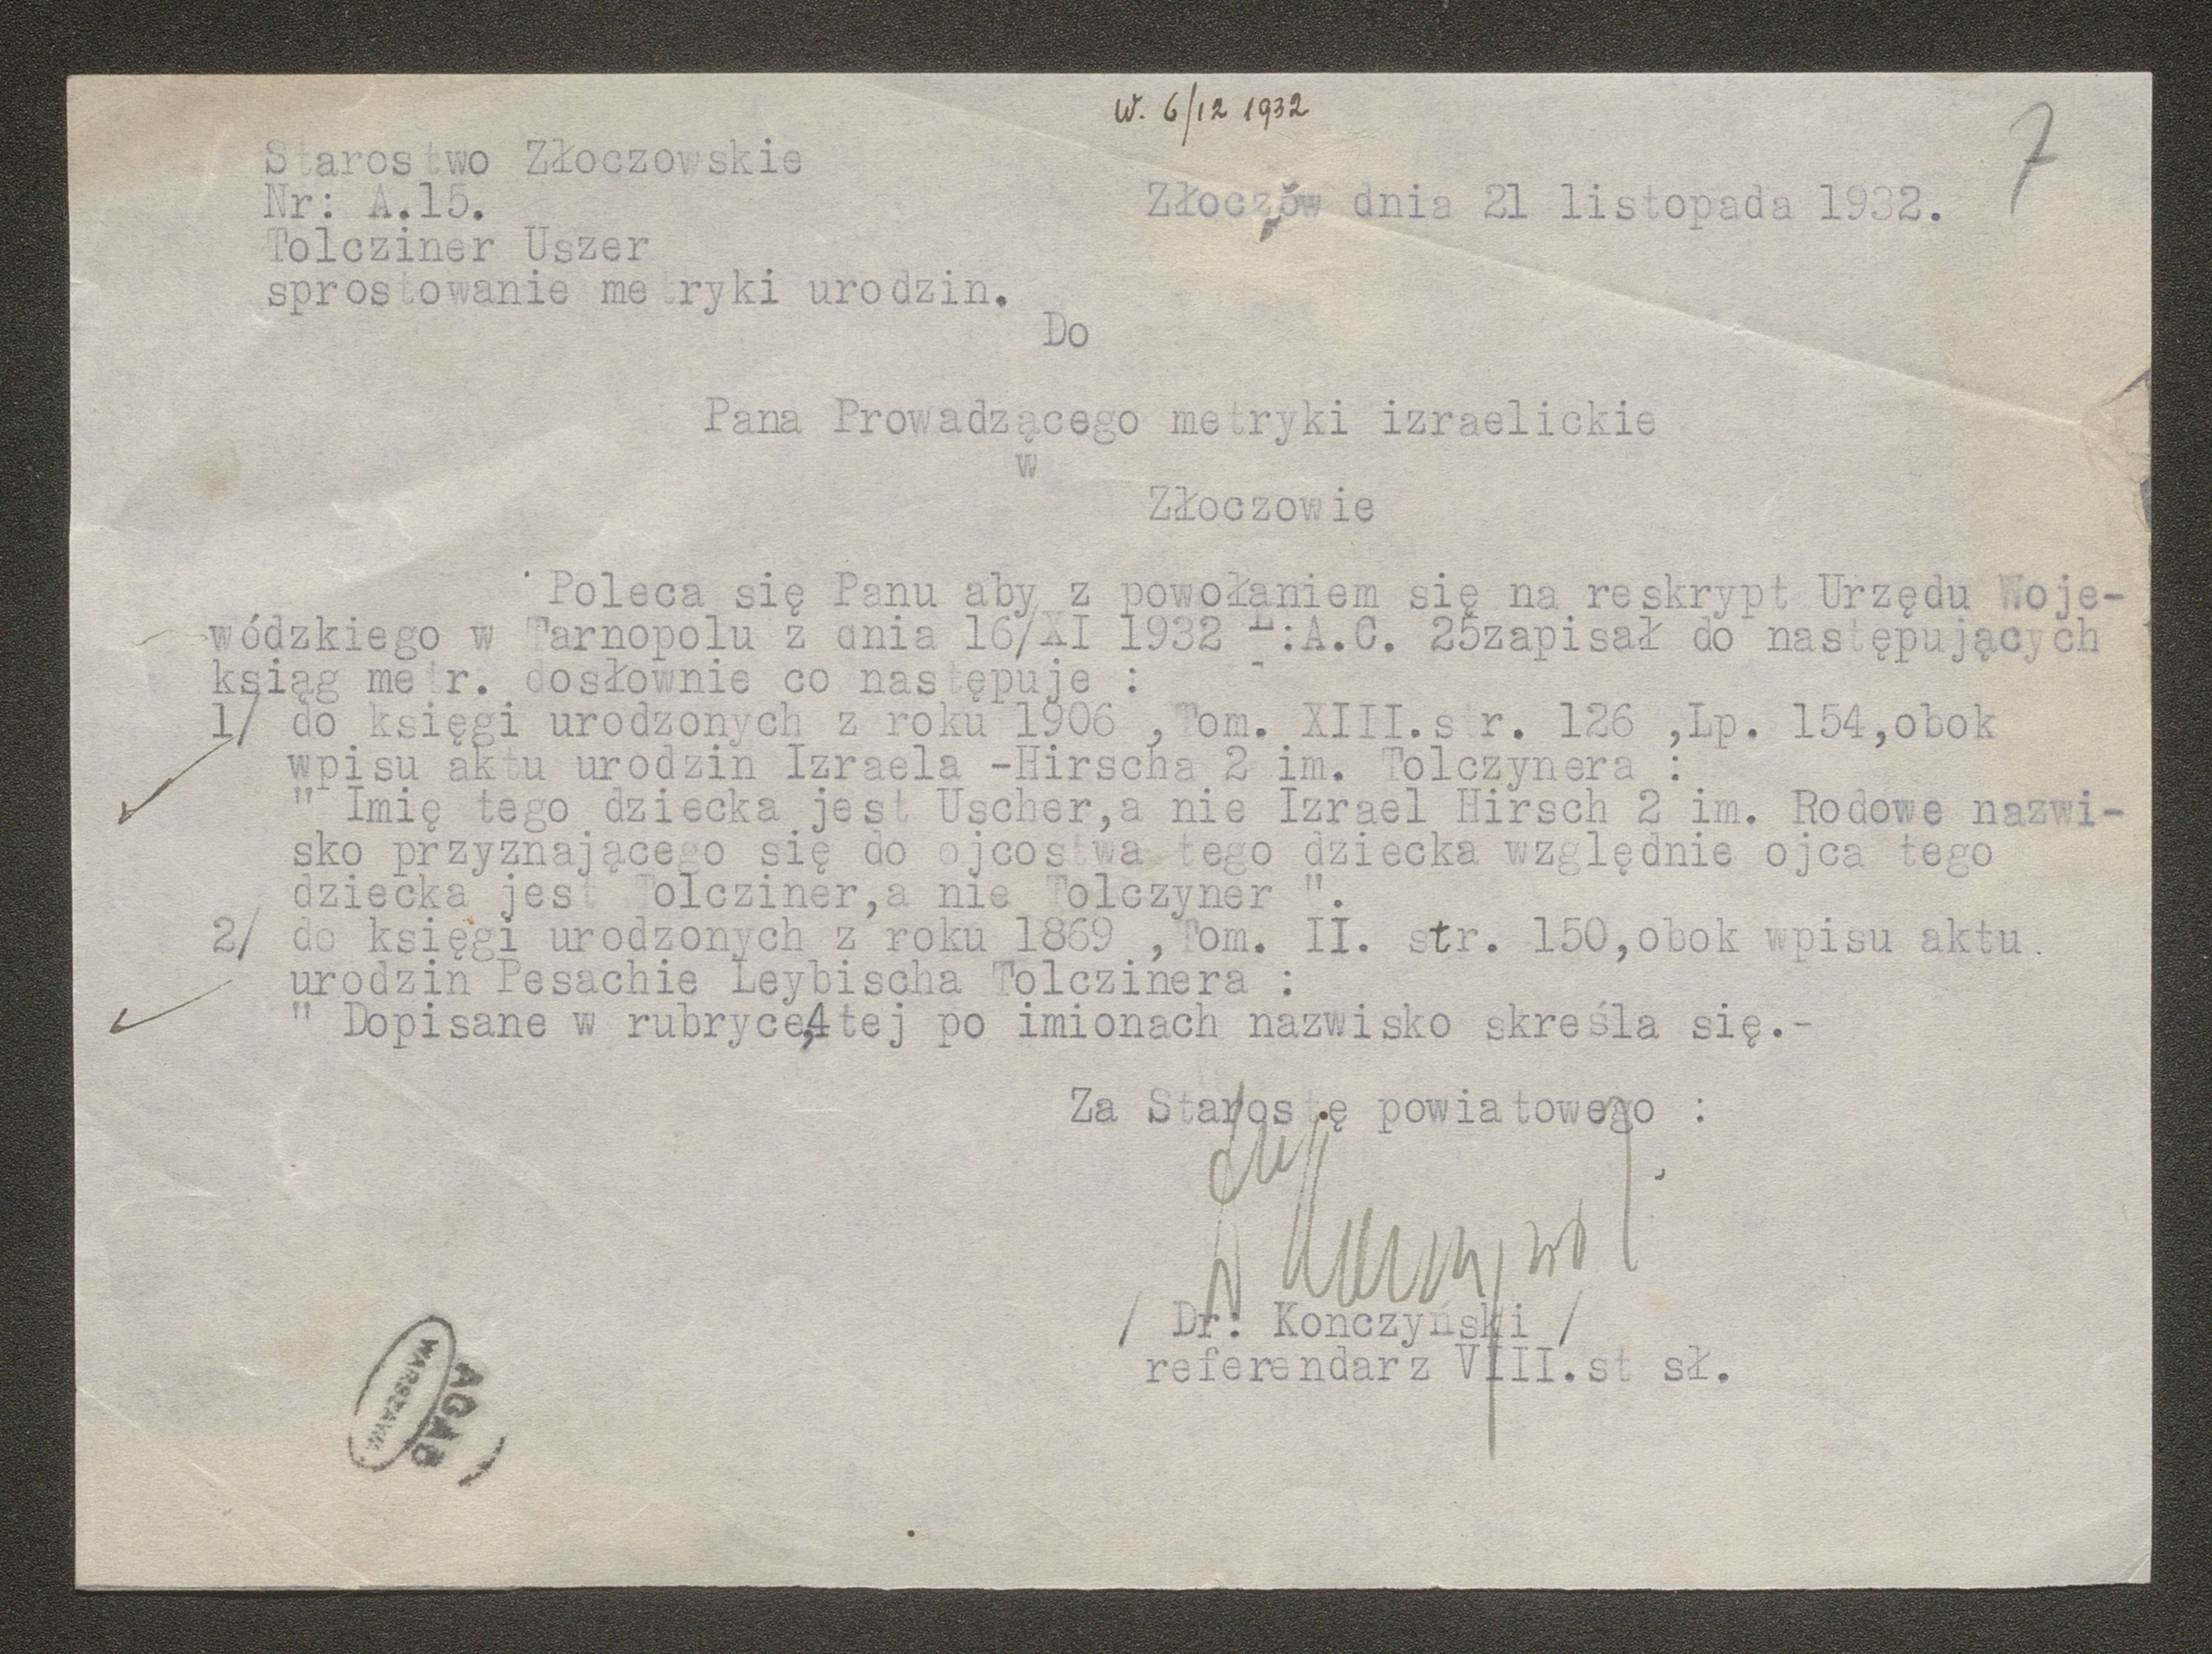 W. 6/12 1932
7
Starostwo Złoczowskie
Nr: A.15.
Złoczów dnia 21 listopada 1932.
Tolcziner Uszer
sprostowanie metryki urodzin.
Do
Pana Prowadzącego metryki izraelickie
w
Złoczowie
Poleca się Panu aby z powołaniem się na reskrypt Urzędu Woje-
wódzkiego w Tarnopolu z dnia 16/XI 1932 L:A.C. 25zapisał do następujących
ksiąg metr. dosłownie co następuje :
1/ do księgi urodzonych z roku 1906 ,Tom. XIII.str. 126 ,Lp. 154,obok
wpisu aktu urodzin Izraela -Hirscha 2 im. Tolczynera :
" Imię tego dziecka jest Uscher,a nie Izrael Hirsch 2 im. Rodowe nazwi-
sko przyznającego się do ojcostwa tego dziecka względnie ojca tego
dziecka jest Tolcziner,a nie Tolczyner ".
2/ do księgi urodzonych z roku 1869 ,Tom. II. str. 150,obok wpisu aktu
urodzin Pesachie Leybischa Tolczinera :
" Dopisane w rubryce,4tej po imionach nazwisko skreśla się.-
Za Starostę powiatowego :
/ Dr: Konczyński /
referendarz VIII.st sł.
AGAD
WARSZAWA